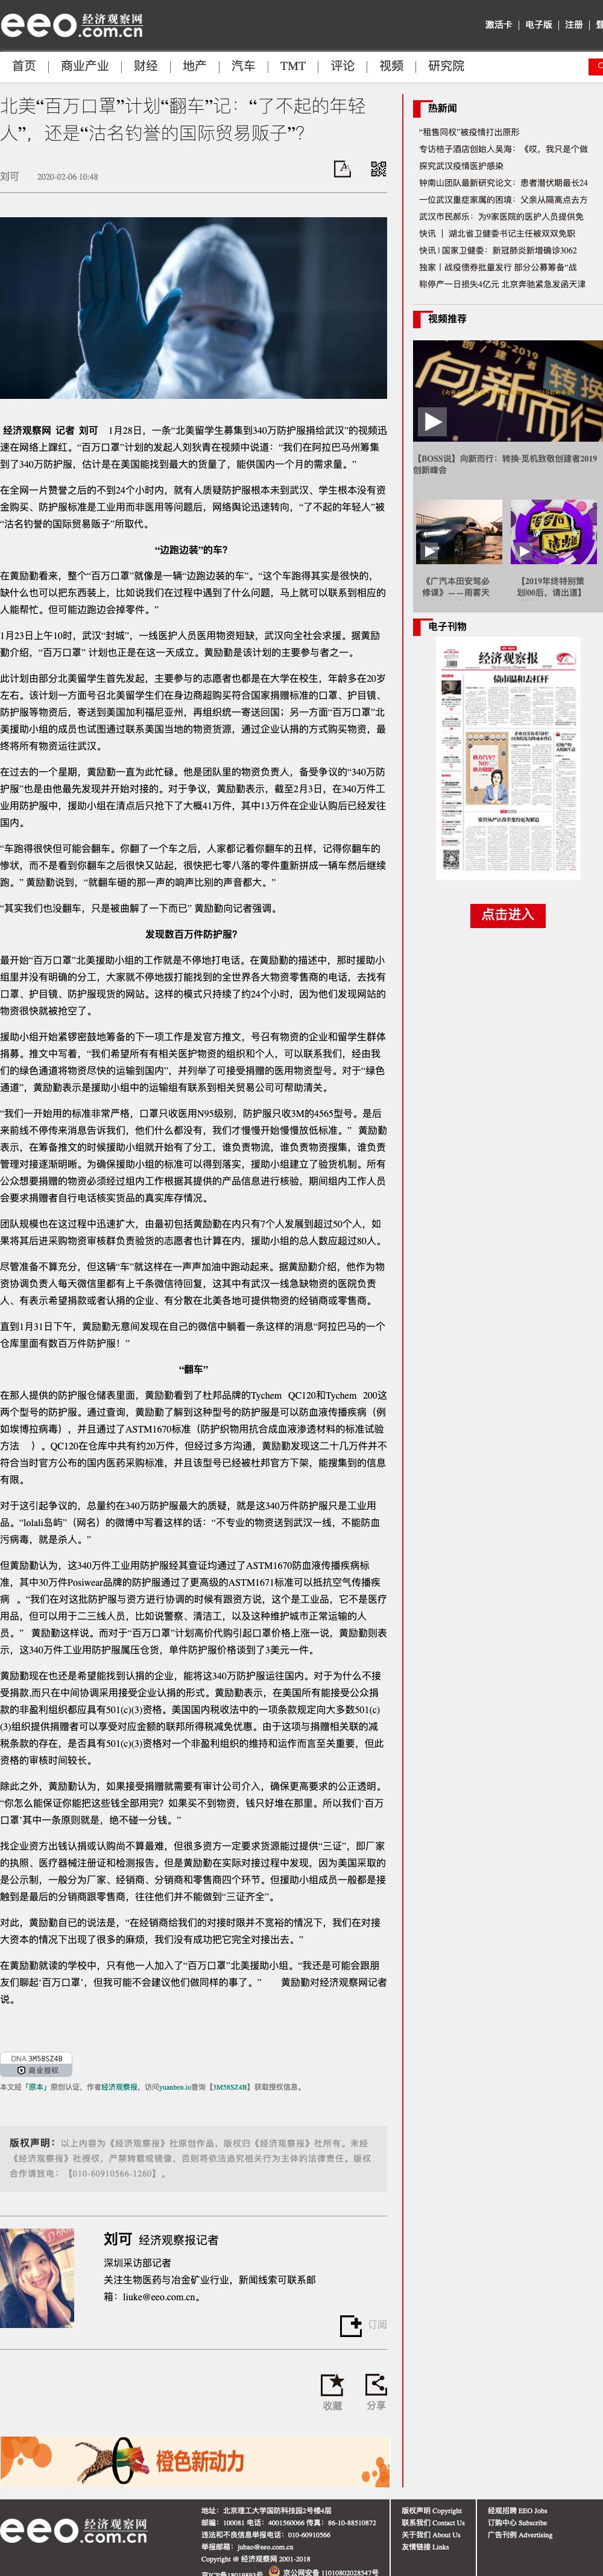 eeo 经济观察网
.com.cn
激活卡 | 电子版 | 注册 |
首页 | 商业产业 | 财经 | 地产 | 汽车 | TMT | 评论 | 视频 | 研究院
北美“百万口罩”计划“翻车”记：“了不起的年轻
人”，还是“沽名钓誉的国际贸易贩子”?
刘可 2020-02-06 10:48
经济观察网 记者 刘可 1月28日，一条“北美留学生募集到340万防护服捐给武汉”的视频迅
速在网络上蹿红。“百万口罩”计划的发起人刘狄青在视频中说道：“我们在阿拉巴马州筹集
到了340万防护服，估计是在美国能找到最大的货量了，能供国内一个月的需求量。”
在全网一片赞誉之后的不到24个小时内，就有人质疑防护服根本未到武汉、学生根本没有资
金购买、防护服标准是工业用而非医用等问题后，网络舆论迅速转向，“了不起的年轻人”被
“沽名钓誉的国际贸易贩子”所取代。
“边跑边装”的车?
在黄励勤看来，整个“百万口罩”就像是一辆“边跑边装的车”。“这个车跑得其实是很快的，
缺什么也可以把东西装上，比如说我们在过程中遇到了什么问题，马上就可以联系到相应的
人能帮忙。但可能边跑边会掉零件。”
1月23日上午10时，武汉“封城”，一线医护人员医用物资短缺，武汉向全社会求援。据黄励
勤介绍，“百万口罩” 计划也正是在这一天成立。黄励勤是该计划的主要参与者之一。
此计划由部分北美留学生首先发起，主要参与的志愿者也都是在大学在校生，年龄多在20岁
左右。该计划一方面号召北美留学生们在身边商超购买符合国家捐赠标准的口罩、护目镜、
防护服等物资后，寄送到美国加利福尼亚州，再组织统一寄送回国；另一方面“百万口罩”北
美援助小组的成员也试图通过联系美国当地的物资货源，通过企业认捐的方式购买物资，最
终将所有物资运往武汉。
在过去的一个星期，黄励勤一直为此忙碌。他是团队里的物资负责人，备受争议的“340万防
护服”也是由他最先发现并开始对接的。对于争议，黄励勤表示，截至2月3日，在340万件工
业用防护服中，援助小组在清点后只抢下了大概41万件，其中13万件在企业认购后已经发往
国内。
“车跑得很快但可能会翻车。你翻了一个车之后，人家都记着你翻车的丑样，记得你翻车的
惨状，而不是看到你翻车之后很快又站起，很快把七零八落的零件重新拼成一辆车然后继续
跑。” 黄励勤说到，“就翻车砸的那一声的响声比别的声音都大。”
“其实我们也没翻车，只是被曲解了一下而已” 黄励勤向记者强调。
发现数百万件防护服?
最开始“百万口罩”北美援助小组的工作就是不停地打电话。在黄励勤的描述中，那时援助小
组里并没有明确的分工，大家就不停地拨打能找到的全世界各大物资零售商的电话，去找有
口罩、护目镜、防护服现货的网站。这样的模式只持续了约24个小时，因为他们发现网站的
物资很快就被抢空了。
援助小组开始紧锣密鼓地筹备的下一项工作是发官方推文，号召有物资的企业和留学生群体
捐募。推文中写着，“我们希望所有有相关医护物资的组织和个人，可以联系我们，经由我
们的绿色通道将物资尽快的运输到国内”，并列举了可接受捐赠的医用物资型号。对于“绿色
通道”，黄励勤表示是援助小组中的运输组有联系到相关贸易公司可帮助清关。
“我们一开始用的标准非常严格，口罩只收医用N95级别，防护服只收3M的4565型号。是后
来前线不停传来消息告诉我们，他们什么都没有，我们才慢慢开始慢慢放低标准。” 黄励勤
表示，在筹备推文的时候援助小组就开始有了分工，谁负责物流，谁负责物资搜集，谁负责
管理对接逐渐明晰。为确保援助小组的标准可以得到落实，援助小组建立了验货机制。所有
公众想要捐赠的物资必须经过组内工作根据其提供的产品信息进行核验，期间组内工作人员
会要求捐赠者自行电话核实货品的真实库存情况。
团队规模也在这过程中迅速扩大，由最初包括黄励勤在内只有7个人发展到超过50个人，如
果将其后进采购物资审核群负责验货的志愿者也计算在内，援助小组的总人数应超过80人。
尽管准备不算充分，但这辆“车”就这样在一声声加油中跑动起来。据黄励勤介绍，他作为物
资协调负责人每天微信里都有上千条微信待回复，这其中有武汉一线急缺物资的医院负责
人、有表示希望捐款或者认捐的企业、有分散在北美各地可提供物资的经销商或零售商。
直到1月31日下午，黄励勤无意间发现在自己的微信中躺着一条这样的消息“阿拉巴马的一个
仓库里面有数百万件防护服！”
“翻车”
在那人提供的防护服仓储表里面，黄励勤看到了杜邦品牌的Tychem QC120和Tychem 200这
两个型号的防护服。通过查询，黄励勤了解到这种型号的防护服是可以防血液传播疾病（例
如埃博拉病毒），并且通过了ASTM1670标准（防护织物用抗合成血液渗透材料的标准试验
方法 ）。QC120在仓库中共有约20万件，但经过多方沟通，黄励勤发现这二十几万件并不
符合当时官方公布的国内医药采购标准，并且该型号已经被杜邦官方下架，能搜集到的信息
有限。
对于这引起争议的，总量约在340万防护服最大的质疑，就是这340万件防护服只是工业用
品。“lolali岛屿”（网名）的微博中写着这样的话：“不专业的物资送到武汉一线，不能防血
污病毒，就是杀人。”
但黄励勤认为，这340万件工业用防护服经其查证均通过了ASTM1670防血液传播疾病标
准，其中30万件Posiwear品牌的防护服通过了更高级的ASTM1671标准可以抵抗空气传播疾
病 。“我们在对这批防护服与资方进行协调的时候有跟资方说，这个是工业品，它不是医疗
用品，但可以用于二三线人员，比如说警察、清洁工，以及这种维护城市正常运输的人
员。” 黄励勤这样说。而对于“百万口罩”计划高价代购引起口罩价格上涨一说，黄励勤则表
示，这340万件工业用防护服属压仓货，单件防护服价格谈到了3美元一件。
黄励勤现在也还是希望能找到认捐的企业，能将这340万防护服运往国内。对于为什么不接
受捐款,而只在中间协调采用接受企业认捐的形式。黄励勤表示，在美国所有能接受公众捐
款的非盈利组织都应具有501(c)(3)资格。美国国内税收法中的一项条款规定向大多数501(c)
(3)组织提供捐赠者可以享受对应金额的联邦所得税减免优惠。由于这项与捐赠相关联的减
税条款的存在，是否具有501(c)(3)资格对一个非盈利组织的维持和运作而言至关重要，但此
资格的审核时间较长。
除此之外，黄励勤认为，如果接受捐赠就需要有审计公司介入，确保更高要求的公正透明。
“你怎么能保证你能把这些钱全部用完？如果买不到物资，钱只好堆在那里。所以我们‘百万
口罩’其中一条原则就是，绝不碰一分钱。”
找企业资方出钱认捐或认购尚不算最难，但很多资方一定要求货源能过提供“三证”，即厂家
的执照、医疗器械注册证和检测报告。但是黄励勤在实际对接过程中发现，因为美国采取的
是公示制，一般分为厂家、经销商、分销商和零售商四个环节。但援助小组成员一般都是接
触到是最后的分销商跟零售商，往往他们并不能做到“三证齐全”。
对此，黄励勤自已的说法是，“在经销商给我们的对接时限并不宽裕的情况下，我们在对接
大资本的情况下出现了很多的麻烦，我们没有成功把它完全对接出去。”
在黄励勤就读的学校中，只有他一人加入了“百万口罩”北美援助小组。“我还是可能会跟朋
友们聊起‘百万口罩’，但我可能不会建议他们做同样的事了。” 黄励勤对经济观察网记者
说。
DNA 3M58SZ4B
商业授权
本文经「原本」原创认证，作者经济观察报，访问yuanben.io查询【3M58SZ4B】获取授权信息。
版权声明：以上内容为《经济观察报》社原创作品，版权归《经济观察报》社所有。未经
《经济观察报》社授权，严禁转载或镜像，否则将依法追究相关行为主体的法律责任。版权
合作请致电：【010-60910566-1260】。
刘可 经济观察报记者
深圳采访部记者
关注生物医药与冶金矿业行业，新闻线索可联系邮
箱：liuke@eeo.com.cn。
订阅
收藏 分享
橙色新动力
热新闻
“租售同权”被疫情打出原形
专访桔子酒店创始人吴海：《哎，我只是个做
探究武汉疫情医护感染
钟南山团队最新研究论文：患者潜伏期最长24
一位武汉重症家属的困境：父亲从隔离点去方
武汉市民郝乐：为9家医院的医护人员提供免
快讯 | 湖北省卫健委书记主任被双双免职
快讯 | 国家卫健委：新冠肺炎新增确诊3062
独家 | 战疫债券批量发行 部分公募筹备“战
称停产一日损失4亿元 北京奔驰紧急发函天津
视频推荐
【BOSS说】向新而行：转换·觅机致敬创建者2019
创新峰会
《广汽本田安驾必
修课》——雨雾天
【2019年终特别策
划|00后，请出道】
电子刊物
经济观察报
债市温和去杠杆
点击进入
eeo 经济观察网
.com.cn
地址：北京理工大学国防科技园2号楼4层
邮编：100081 电话：4001560066 传真：86-10-88510872
违法和不良信息举报电话：010-60910566
举报邮箱：jubao@eeo.com.cn
Copyright @ 经济观察网 2001-2018
京ICP备18019893号 京公网安备 11010802028547号
版权声明 Copyright
联系我们 Contact Us
关于我们 About Us
友情链接 Links
经观招聘 EEO Jobs
订购中心 Subscribe
广告刊例 Advertising